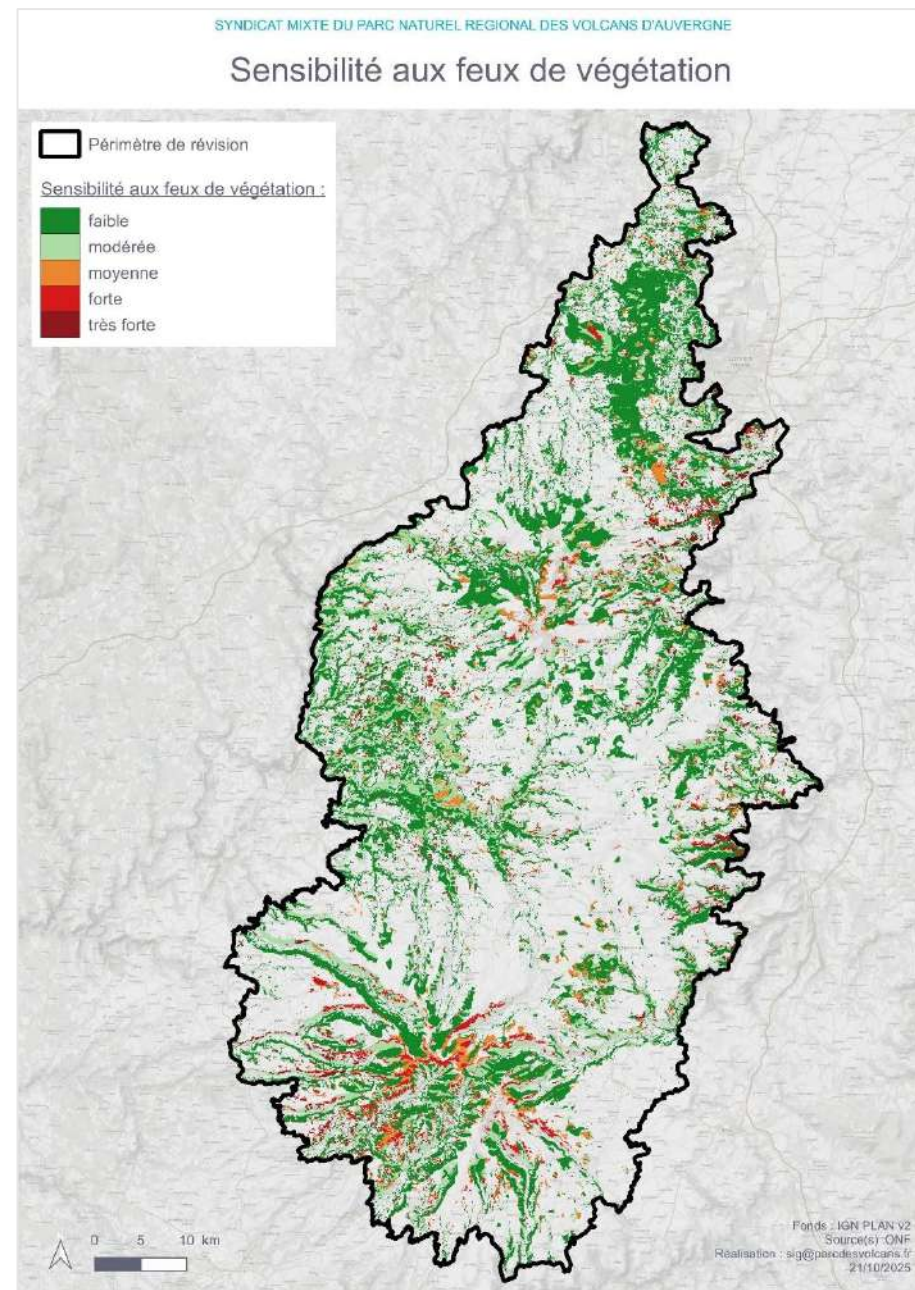 SYNDICAT MIXTE DU PARC NATUREL REGIONAL DES VOLCANS D'AUVERGNE
Sensibilité aux feux de végétation
Périmètre de révision
Sensibilité aux feux de végétation :
faible
modérée
moyenne
forte
très forte
0 5 10 km
Fonds : IGN PLAN v2
Source(s) :ONF
Réalisation : sig@parcdesvolcans.fr
21/10/2025